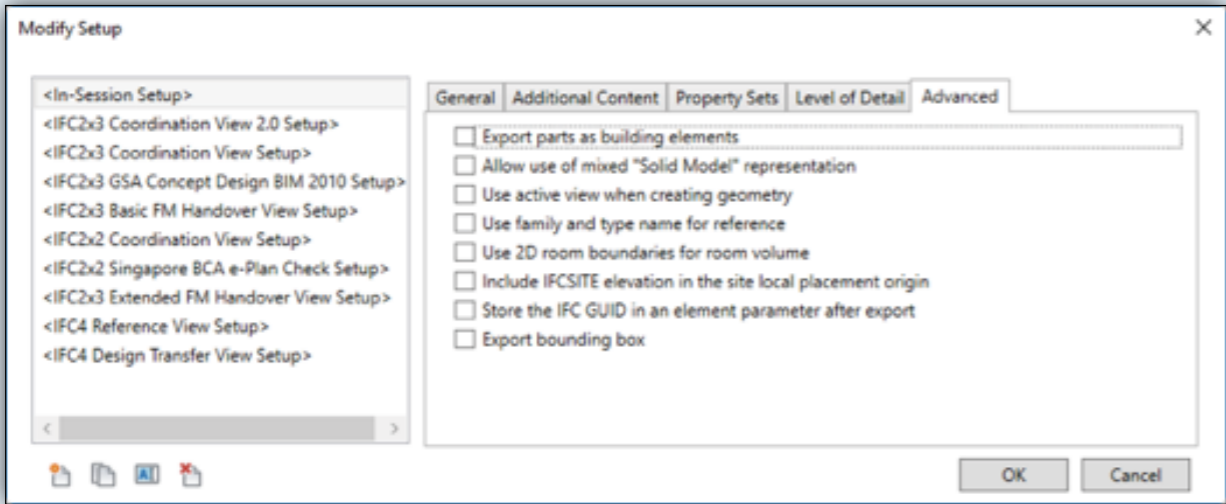 Modify Setup
<In-Session Setup>
<IFC2x3 Coordination View 2.0 Setup>
<IFC2x3 Coordination View Setup>
<IFC2x3 GSA Concept Design BIM 2010 Setup>
<IFC2x3 Basic FM Handover View Setup>
<IFC2x2 Coordination View Setup>
<IFC2x2 Singapore BCA e-Plan Check Setup>
<IFC2x3 Extended FM Handover View Setup>
<IFC4 Reference View Setup>
<IFC4 Design Transfer View Setup>
General Additional Content Property Sets Level of Detail Advanced
Export parts as building elements
Allow use of mixed "Solid Model" representation
Use active view when creating geometry
Use family and type name for reference
Use 2D room boundaries for room volume
Include IFCSITE elevation in the site local placement origin
Store the IFC GUID in an element parameter after export
Export bounding box
OK Cancel